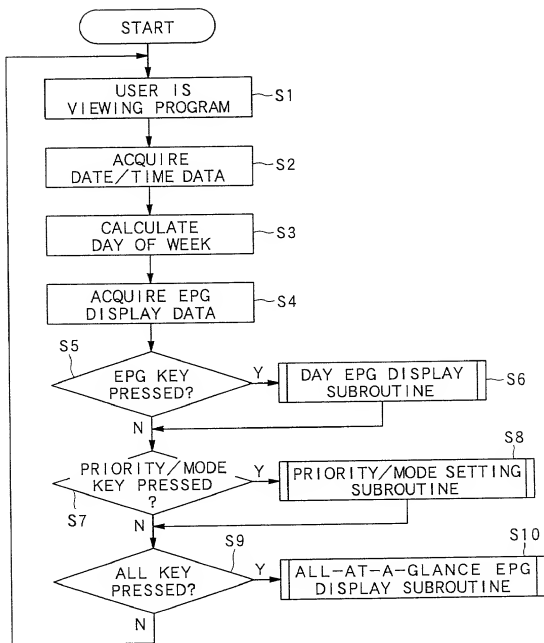 START
USER IS
VIEWING PROGRAM
S1
ACQUIRE
DATE/TIME DATA
S2
CALCULATE
DAY OF WEEK
S3
ACQUIRE EPG
DISPLAY DATA
S4
S5
EPG KEY
PRESSED?
Y
DAY EPG DISPLAY
SUBROUTINE
S6
N
PRIORITY/MODE
KEY PRESSED
?
S7
Y
S8
PRIORITY/MODE SETTING
SUBROUTINE
N
S9
ALL KEY
PRESSED?
Y
S10
ALL-AT-A-GLANCE EPG
DISPLAY SUBROUTINE
N